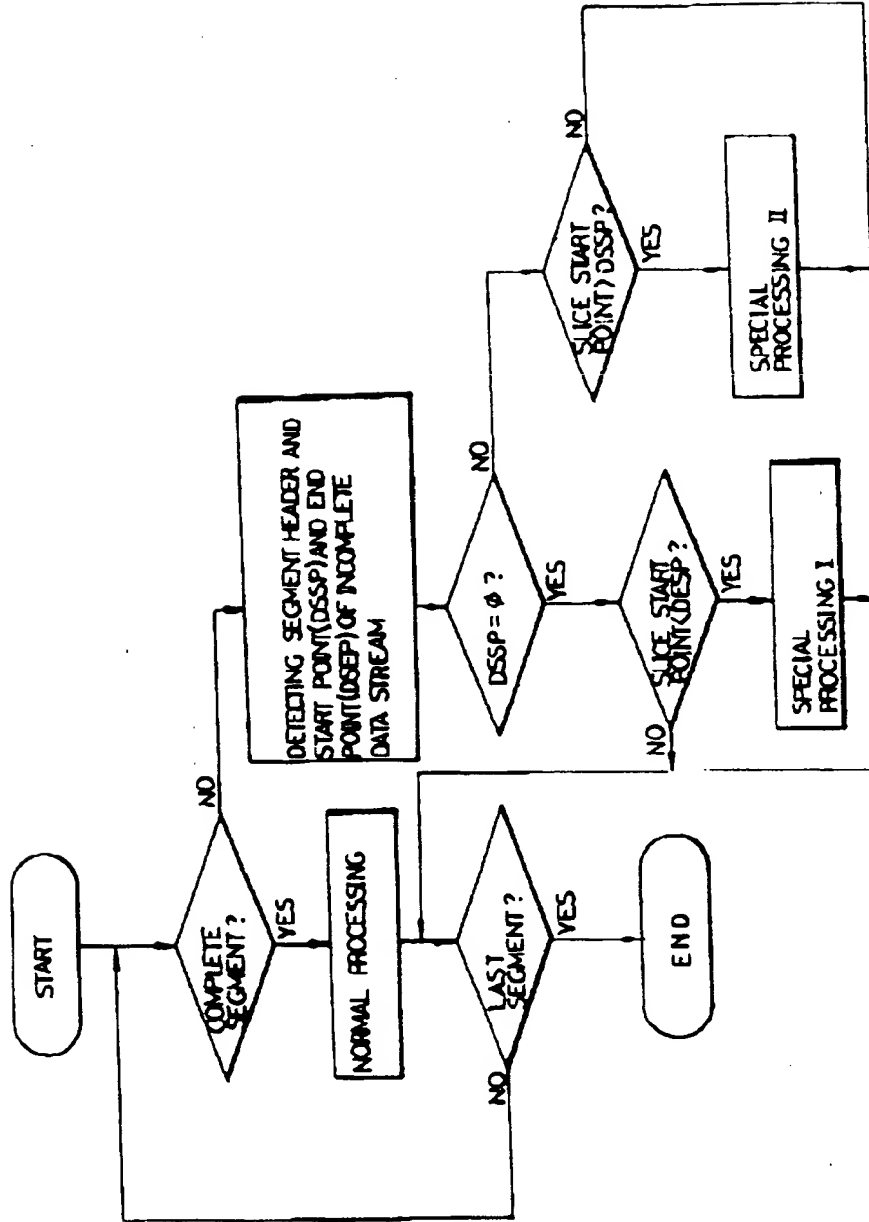 START
COMPLETE
SEGMENT?
NO
YES
NORMAL PROCESSING
LAST
SEGMENT?
NO
YES
END
DETECTING SEGMENT HEADER AND
START POINT(DSSP) AND END
POINT(DSEP) OF INCOMPLETE
DATA STREAM
DSSP = ø ?
NO
YES
SLICE START
POINT⟨DESP?
NO
YES
SPECIAL
PROCESSING I
SLICE START
POINT⟩DSSP?
NO
YES
SPECIAL
PROCESSING II